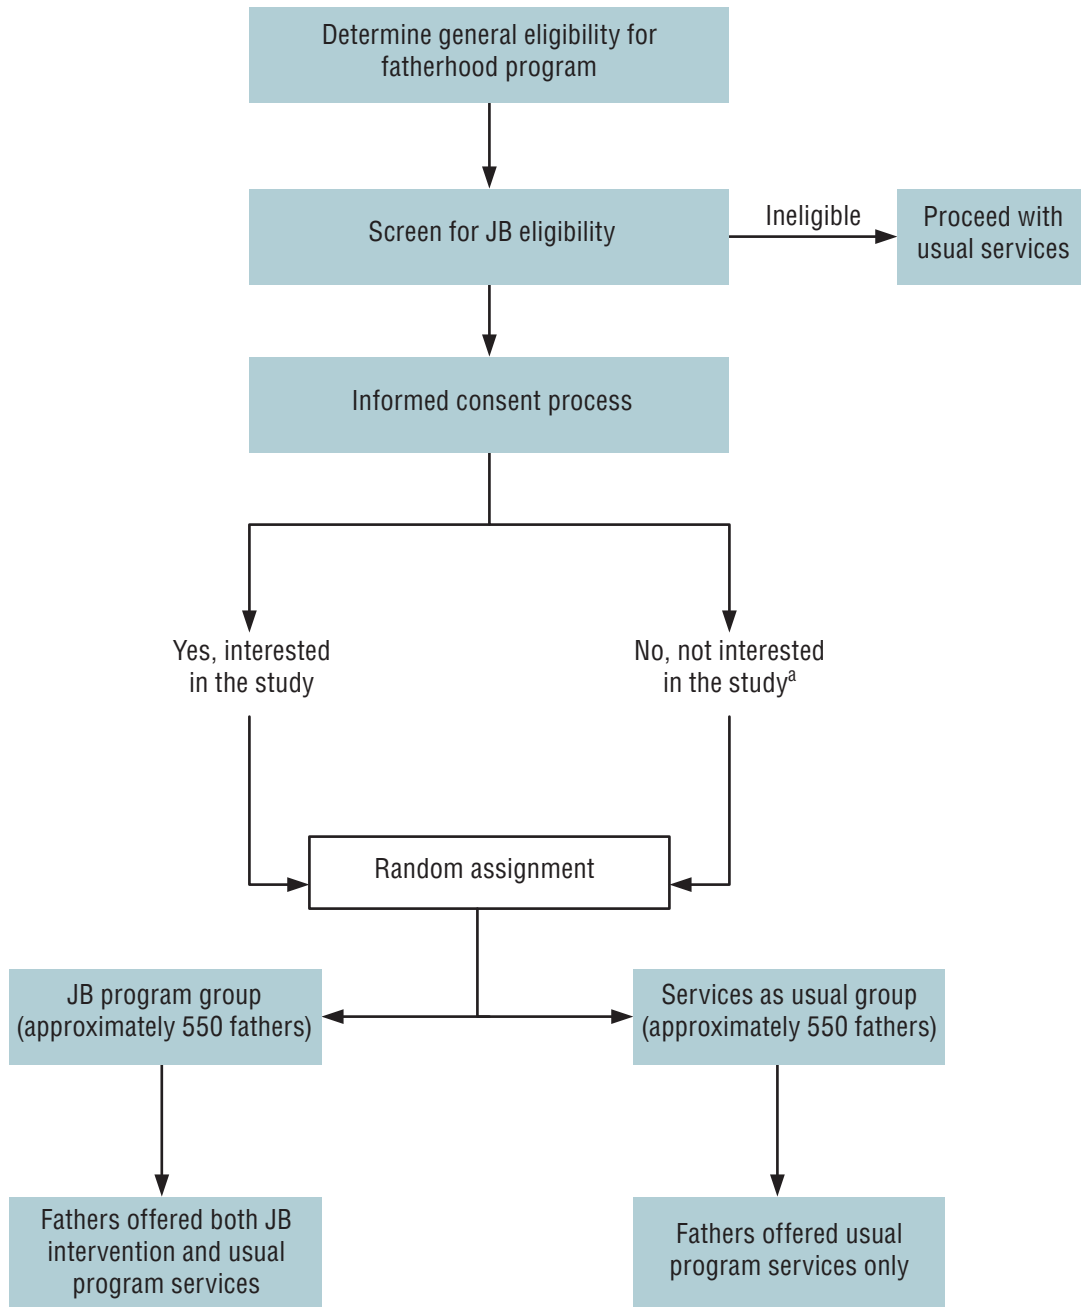 Determine general eligibility for
fatherhood program
Screen for JB eligibility
Ineligible
Proceed with
usual services
Informed consent process
Yes, interested
in the study
No, not interested
in the studyᵃ
Random assignment
JB program group
(approximately 550 fathers)
Services as usual group
(approximately 550 fathers)
Fathers offered both JB
intervention and usual
program services
Fathers offered usual
program services only